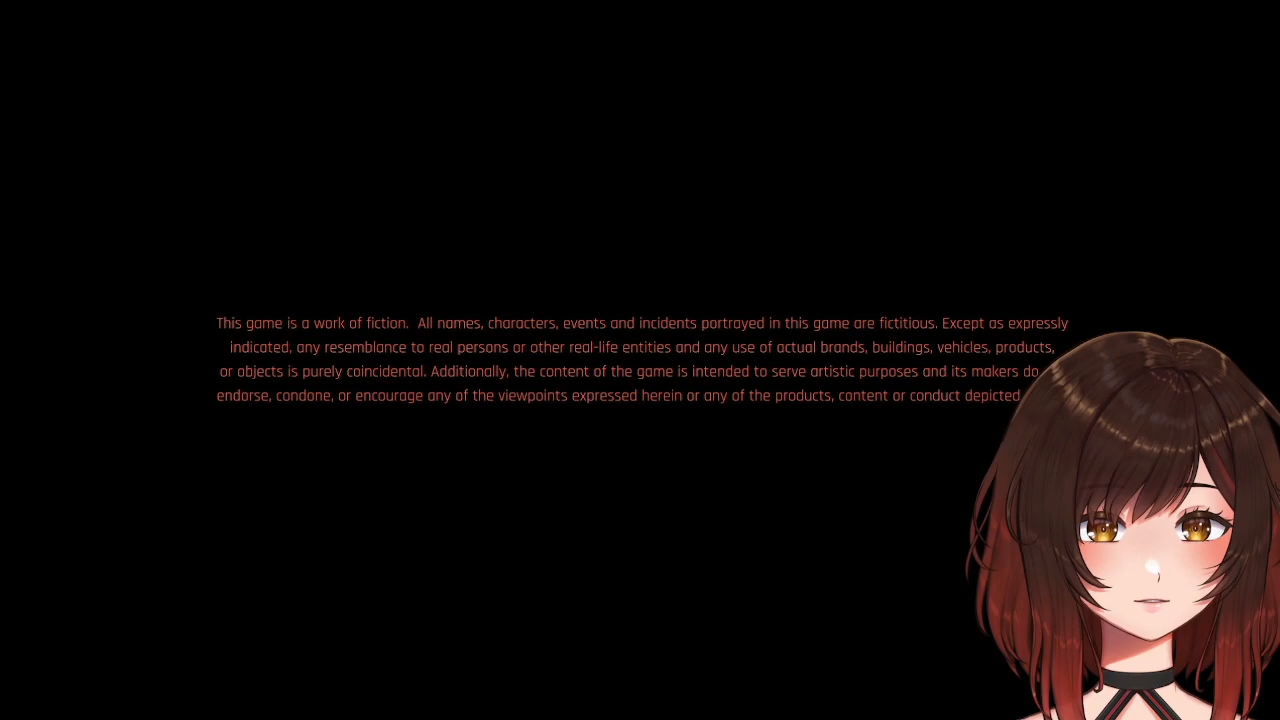 This game is a work of fiction.  All names, characters, events and incidents portrayed in this game are fictitious. Except as expressly
indicated, any resemblance to real persons or other real-life entities and any use of actual brands, buildings, vehicles, products,
or objects is purely coincidental. Additionally, the content of the game is intended to serve artistic purposes and its makers do
endorse, condone, or encourage any of the viewpoints expressed herein or any of the products, content or conduct depicted